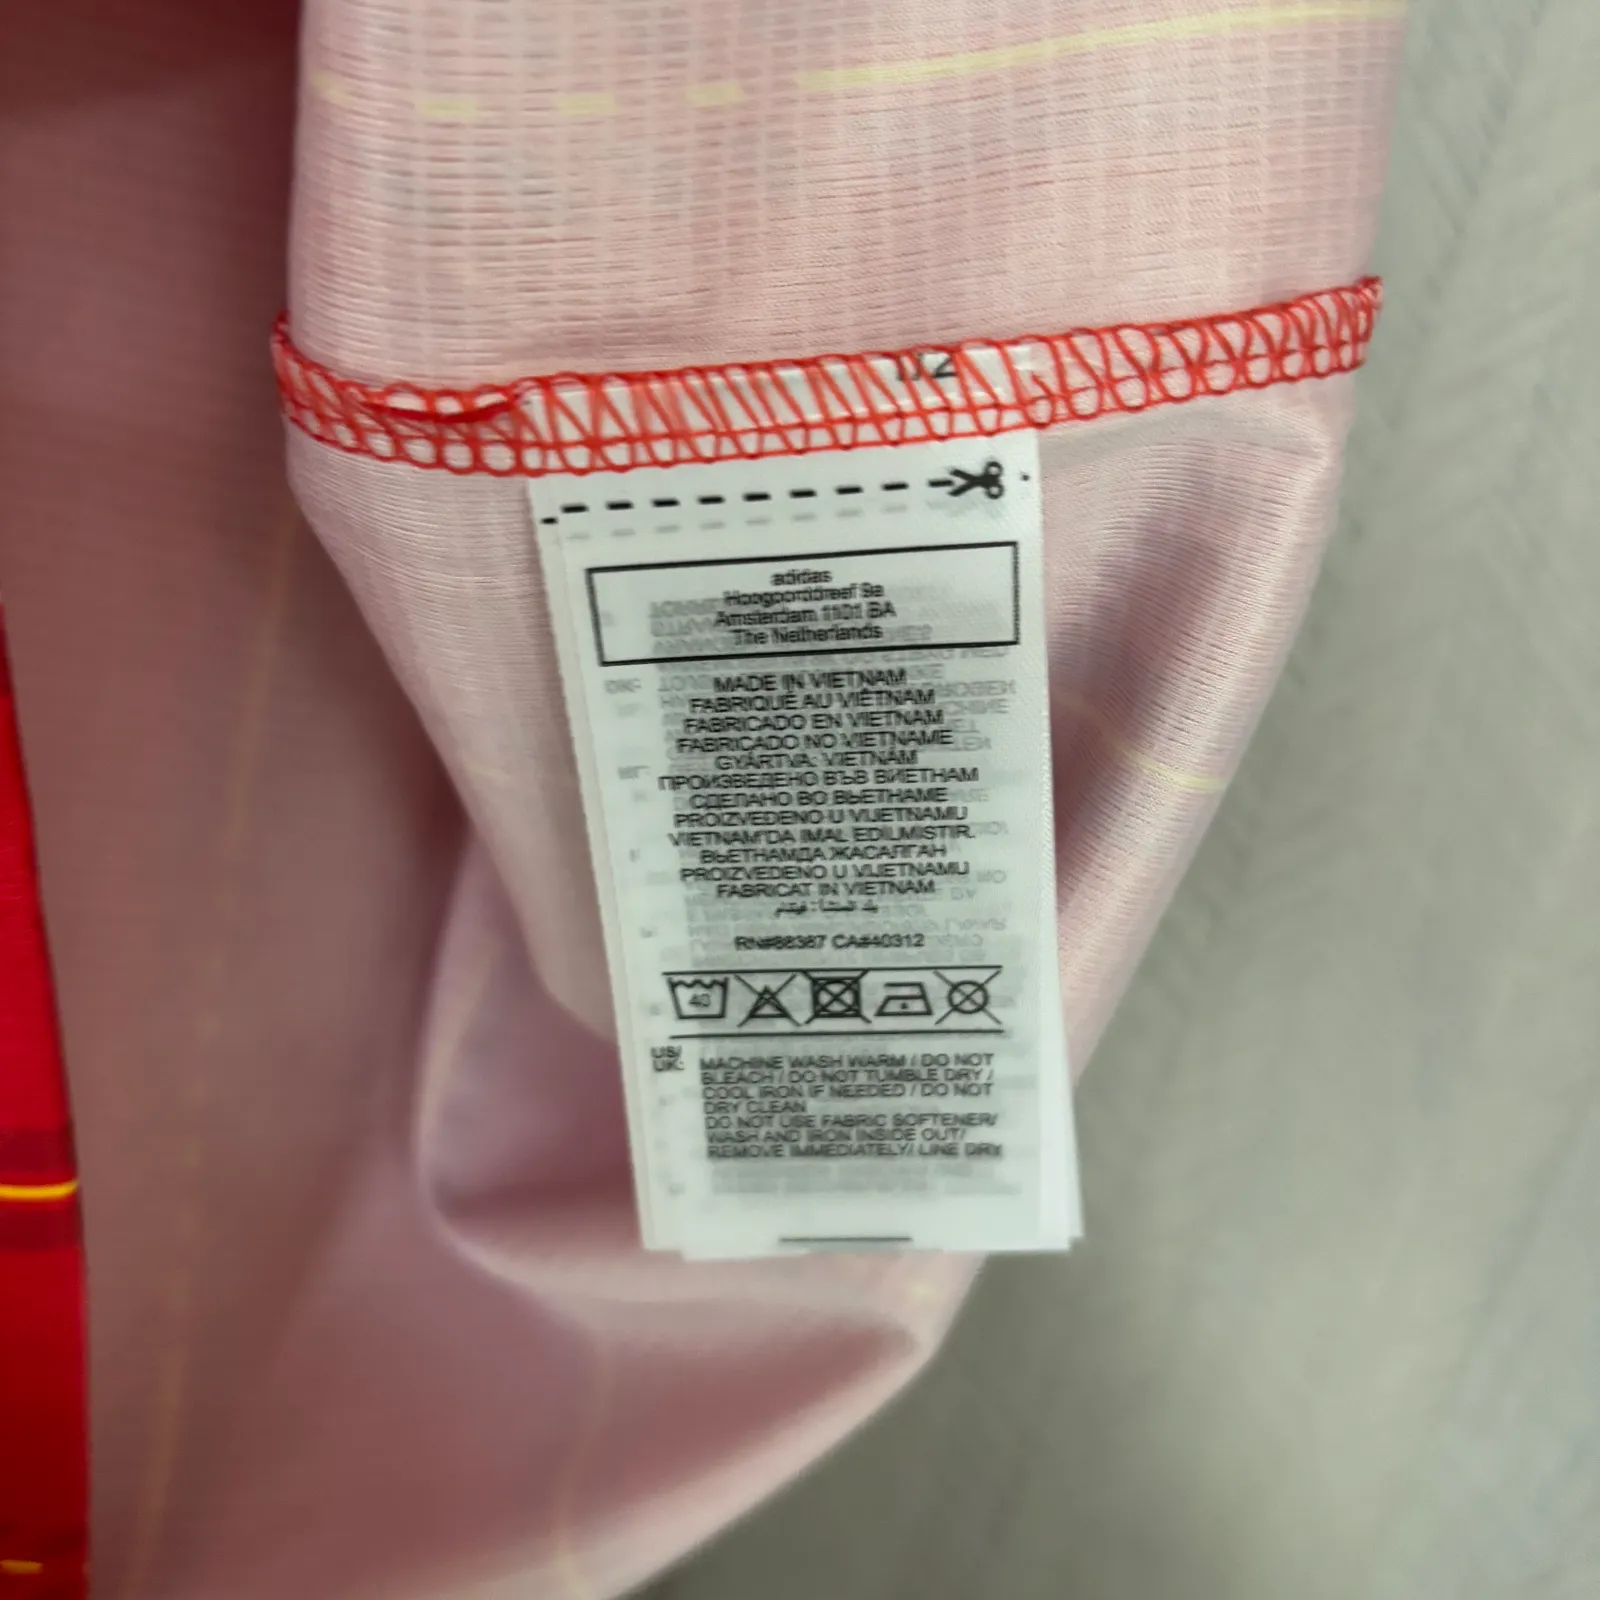 adidas
Hoogoorddreef 9a
Amsterdam 1101 BA
The Netherlands
MADE IN VIETNAM
FABRIQUÉ AU VIÊTNAM
FABRICADO EN VIETNAM
FABRICADO NO VIETNAME
GYÁRTVA: VIETNÁM
ПРОИЗВЕДЕНО ВЪВ ВИЕТНАМ
СДЕЛАНО ВО ВЬЕТНАМЕ
PROIZVEDENO U VIJETNAMU
VIETNAM'DA IMAL EDİLMİSTİR.
ВЬЕТНАМДА ЖАСАЛҒАН
PROIZVEDENO U VIJETNAMU
FABRICAT IN VIETNAM
RN#88387 CA#40312
40
US/ UK: MACHINE WASH WARM / DO NOT
BLEACH / DO NOT TUMBLE DRY /
COOL IRON IF NEEDED / DO NOT
DRY CLEAN
DO NOT USE FABRIC SOFTENER/
WASH AND IRON INSIDE OUT/
REMOVE IMMEDIATELY/ LINE DRY